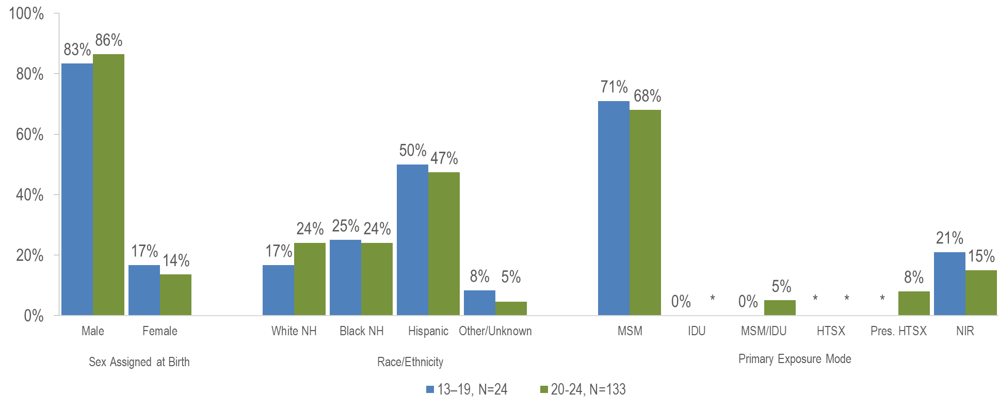 100%
80%
60%
40%
20%
0%
83%
86%
17%
14%
17%
24%
25%
24%
50%
47%
8%
5%
71%
68%
0%
*
0%
5%
*
*
*
8%
21%
15%
Male
Female
White NH
Black NH
Hispanic
Other/Unknown
MSM
IDU
MSM/IDU
HTSX
Pres. HTSX
NIR
Sex Assigned at Birth
Race/Ethnicity
Primary Exposure Mode
13–19, N=24
20-24, N=133